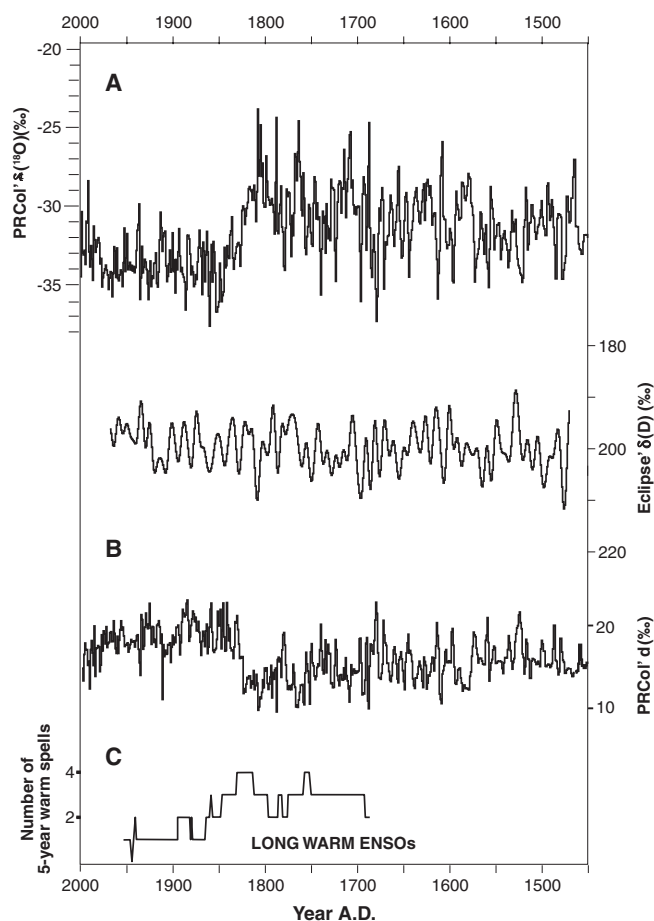 2000 1900 1800 1700 1600 1500
A
PRCol' δ(¹⁸O)(‰)
-20
-25
-30
-35
180
200
220
Eclipse' δ(D) (‰)
B
20
10
PRCol' d(‰)
C
Number of
5-year warm spells
4
2
LONG WARM ENSOs
2000 1900 1800 1700 1600 1500
Year A.D.